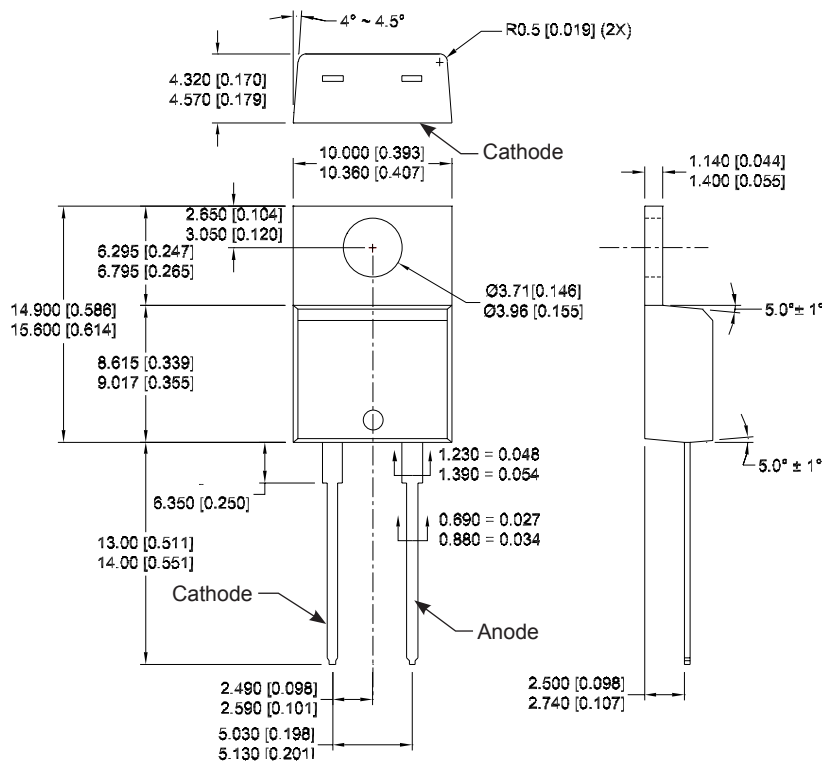 4° ~ 4.5°
R0.5 [0.019] (2X)
4.320 [0.170]
4.570 [0.179]
Cathode
10.000 [0.393]
10.360 [0.407]
1.140 [0.044]
1.400 [0.055]
2.650 [0.104]
3.050 [0.120]
6.295 [0.247]
6.795 [0.265]
Ø3.71[0.146]
Ø3.96 [0.155]
14.900 [0.586]
15.600 [0.614]
5.0°± 1°
8.615 [0.339]
9.017 [0.355]
1.230 = 0.048
1.390 = 0.054
5.0° ± 1°
6.350 [0.250]
0.690 = 0.027
0.880 = 0.034
13.00 [0.511]
14.00 [0.551]
Cathode
Anode
2.490 [0.098]
2.590 [0.101]
2.500 [0.098]
2.740 [0.107]
5.030 [0.198]
5.130 [0.201]